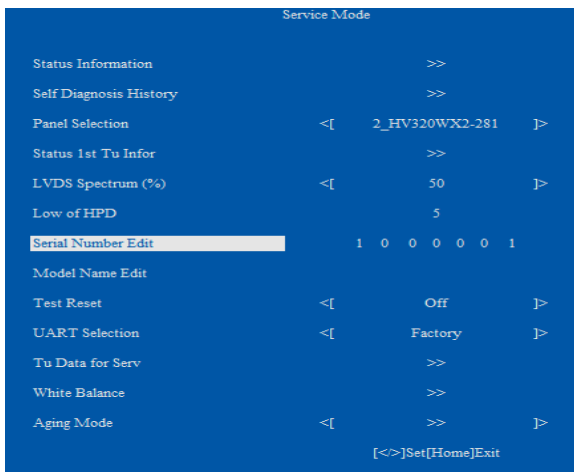 Service Mode
Status Information >>
Self Diagnosis History >>
Panel Selection <[ 2_HV320WX2-281 ]>
Status 1st Tu Infor >>
LVDS Spectrum (%) <[ 50 ]>
Low of HPD 5
Serial Number Edit 1 0 0 0 0 0 1
Model Name Edit
Test Reset <[ Off ]>
UART Selection <[ Factory ]>
Tu Data for Serv >>
White Balance >>
Aging Mode <[ >> ]>
[</>]Set[Home]Exit